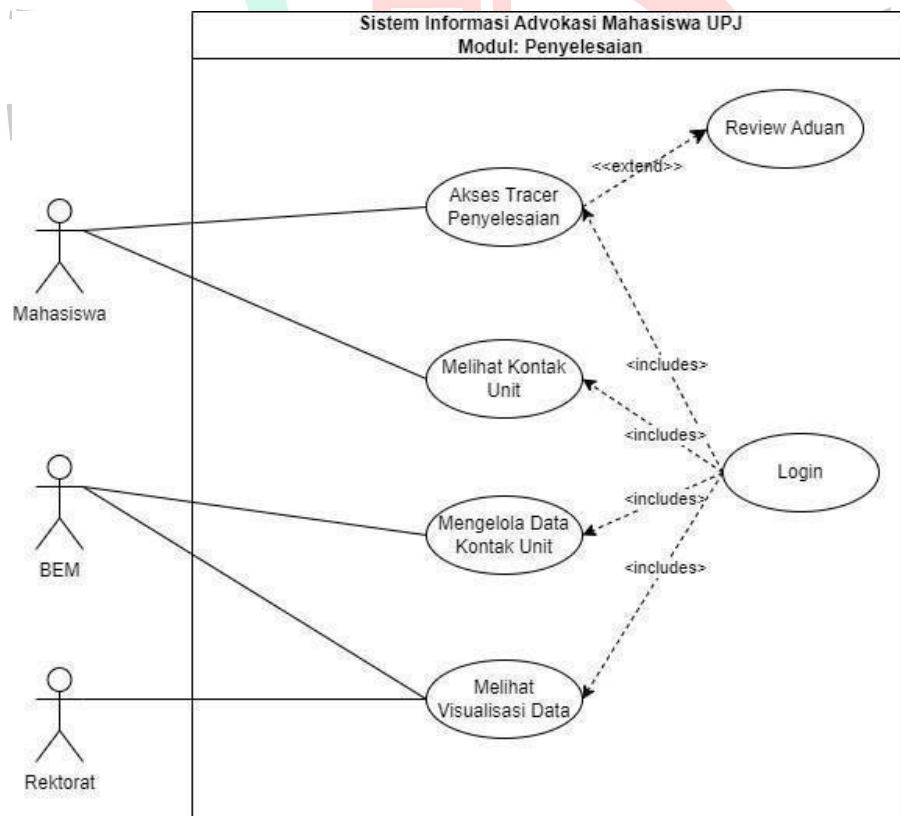 Sistem Informasi Advokasi Mahasiswa UPJ
Modul: Penyelesaian
Review Aduan
<<extend>>
Akses Tracer
Penyelesaian
Mahasiswa
Melihat Kontak
Unit
<includes>
<includes>
Login
<includes>
Mengelola Data
Kontak Unit
BEM
<includes>
Melihat
Visualisasi Data
Rektorat